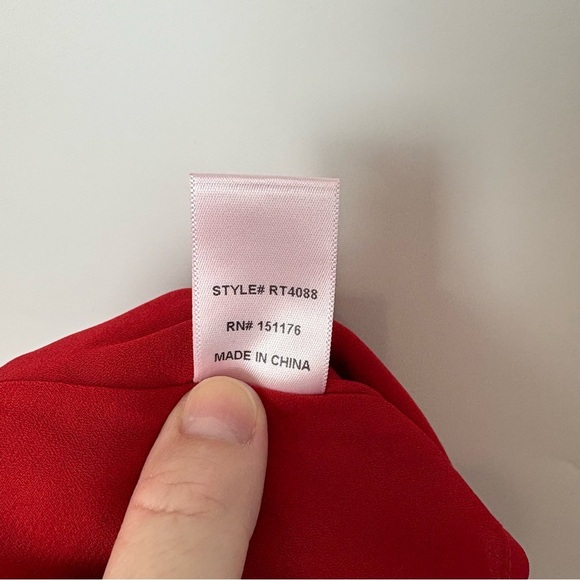 STYLE# RT4088
RN# 151176
MADE IN CHINA